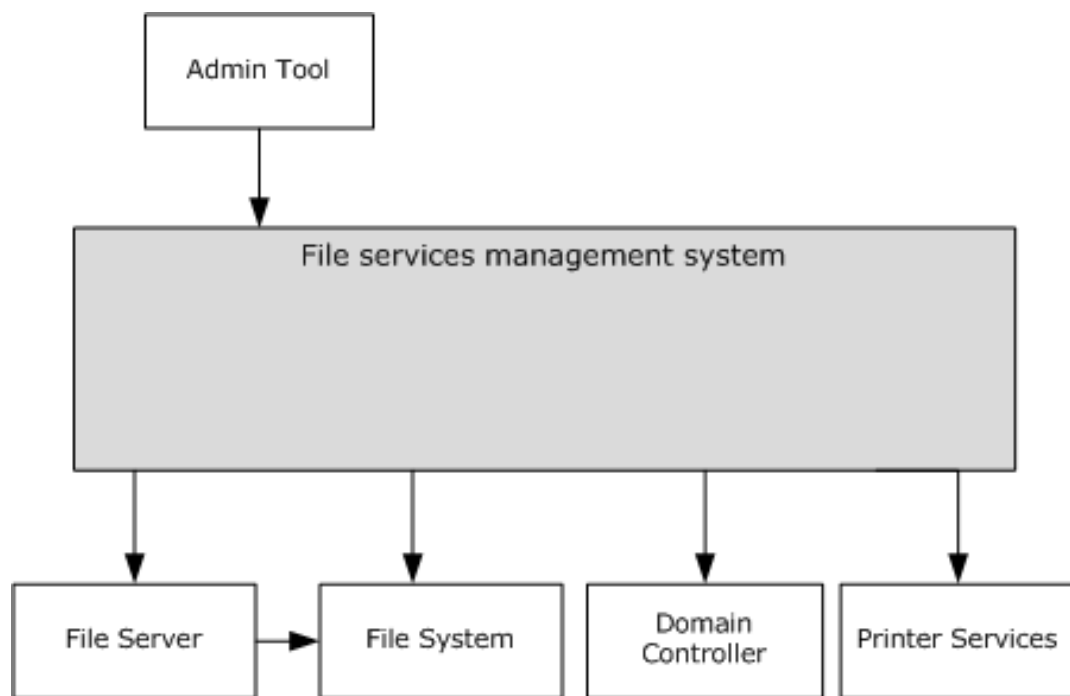 Admin Tool
File services management system
File Server
File System
Domain
Controller
Printer Services